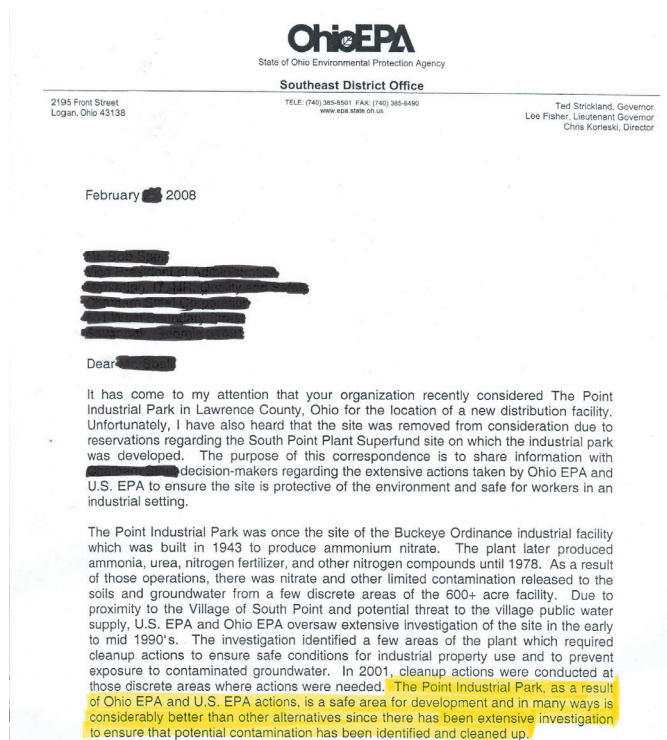 OhioEPA
State of Ohio Environmental Protection Agency
Southeast District Office
2195 Front Street
Logan, Ohio 43138
TELE: (740) 385-8501 FAX: (740) 385-6490
www.epa.state.oh.us
Ted Strickland, Governor
Lee Fisher, Lieutenant Governor
Chris Korleski, Director
February 2008
Dear
It has come to my attention that your organization recently considered The Point
Industrial Park in Lawrence County, Ohio for the location of a new distribution facility.
Unfortunately, I have also heard that the site was removed from consideration due to
reservations regarding the South Point Plant Superfund site on which the industrial park
was developed. The purpose of this correspondence is to share information with
decision-makers regarding the extensive actions taken by Ohio EPA and
U.S. EPA to ensure the site is protective of the environment and safe for workers in an
industrial setting.
The Point Industrial Park was once the site of the Buckeye Ordinance industrial facility
which was built in 1943 to produce ammonium nitrate. The plant later produced
ammonia, urea, nitrogen fertilizer, and other nitrogen compounds until 1978. As a result
of those operations, there was nitrate and other limited contamination released to the
soils and groundwater from a few discrete areas of the 600+ acre facility. Due to
proximity to the Village of South Point and potential threat to the village public water
supply, U.S. EPA and Ohio EPA oversaw extensive investigation of the site in the early
to mid 1990's. The investigation identified a few areas of the plant which required
cleanup actions to ensure safe conditions for industrial property use and to prevent
exposure to contaminated groundwater. In 2001, cleanup actions were conducted at
those discrete areas where actions were needed. The Point Industrial Park, as a result
of Ohio EPA and U.S. EPA actions, is a safe area for development and in many ways is
considerably better than other alternatives since there has been extensive investigation
to ensure that potential contamination has been identified and cleaned up.